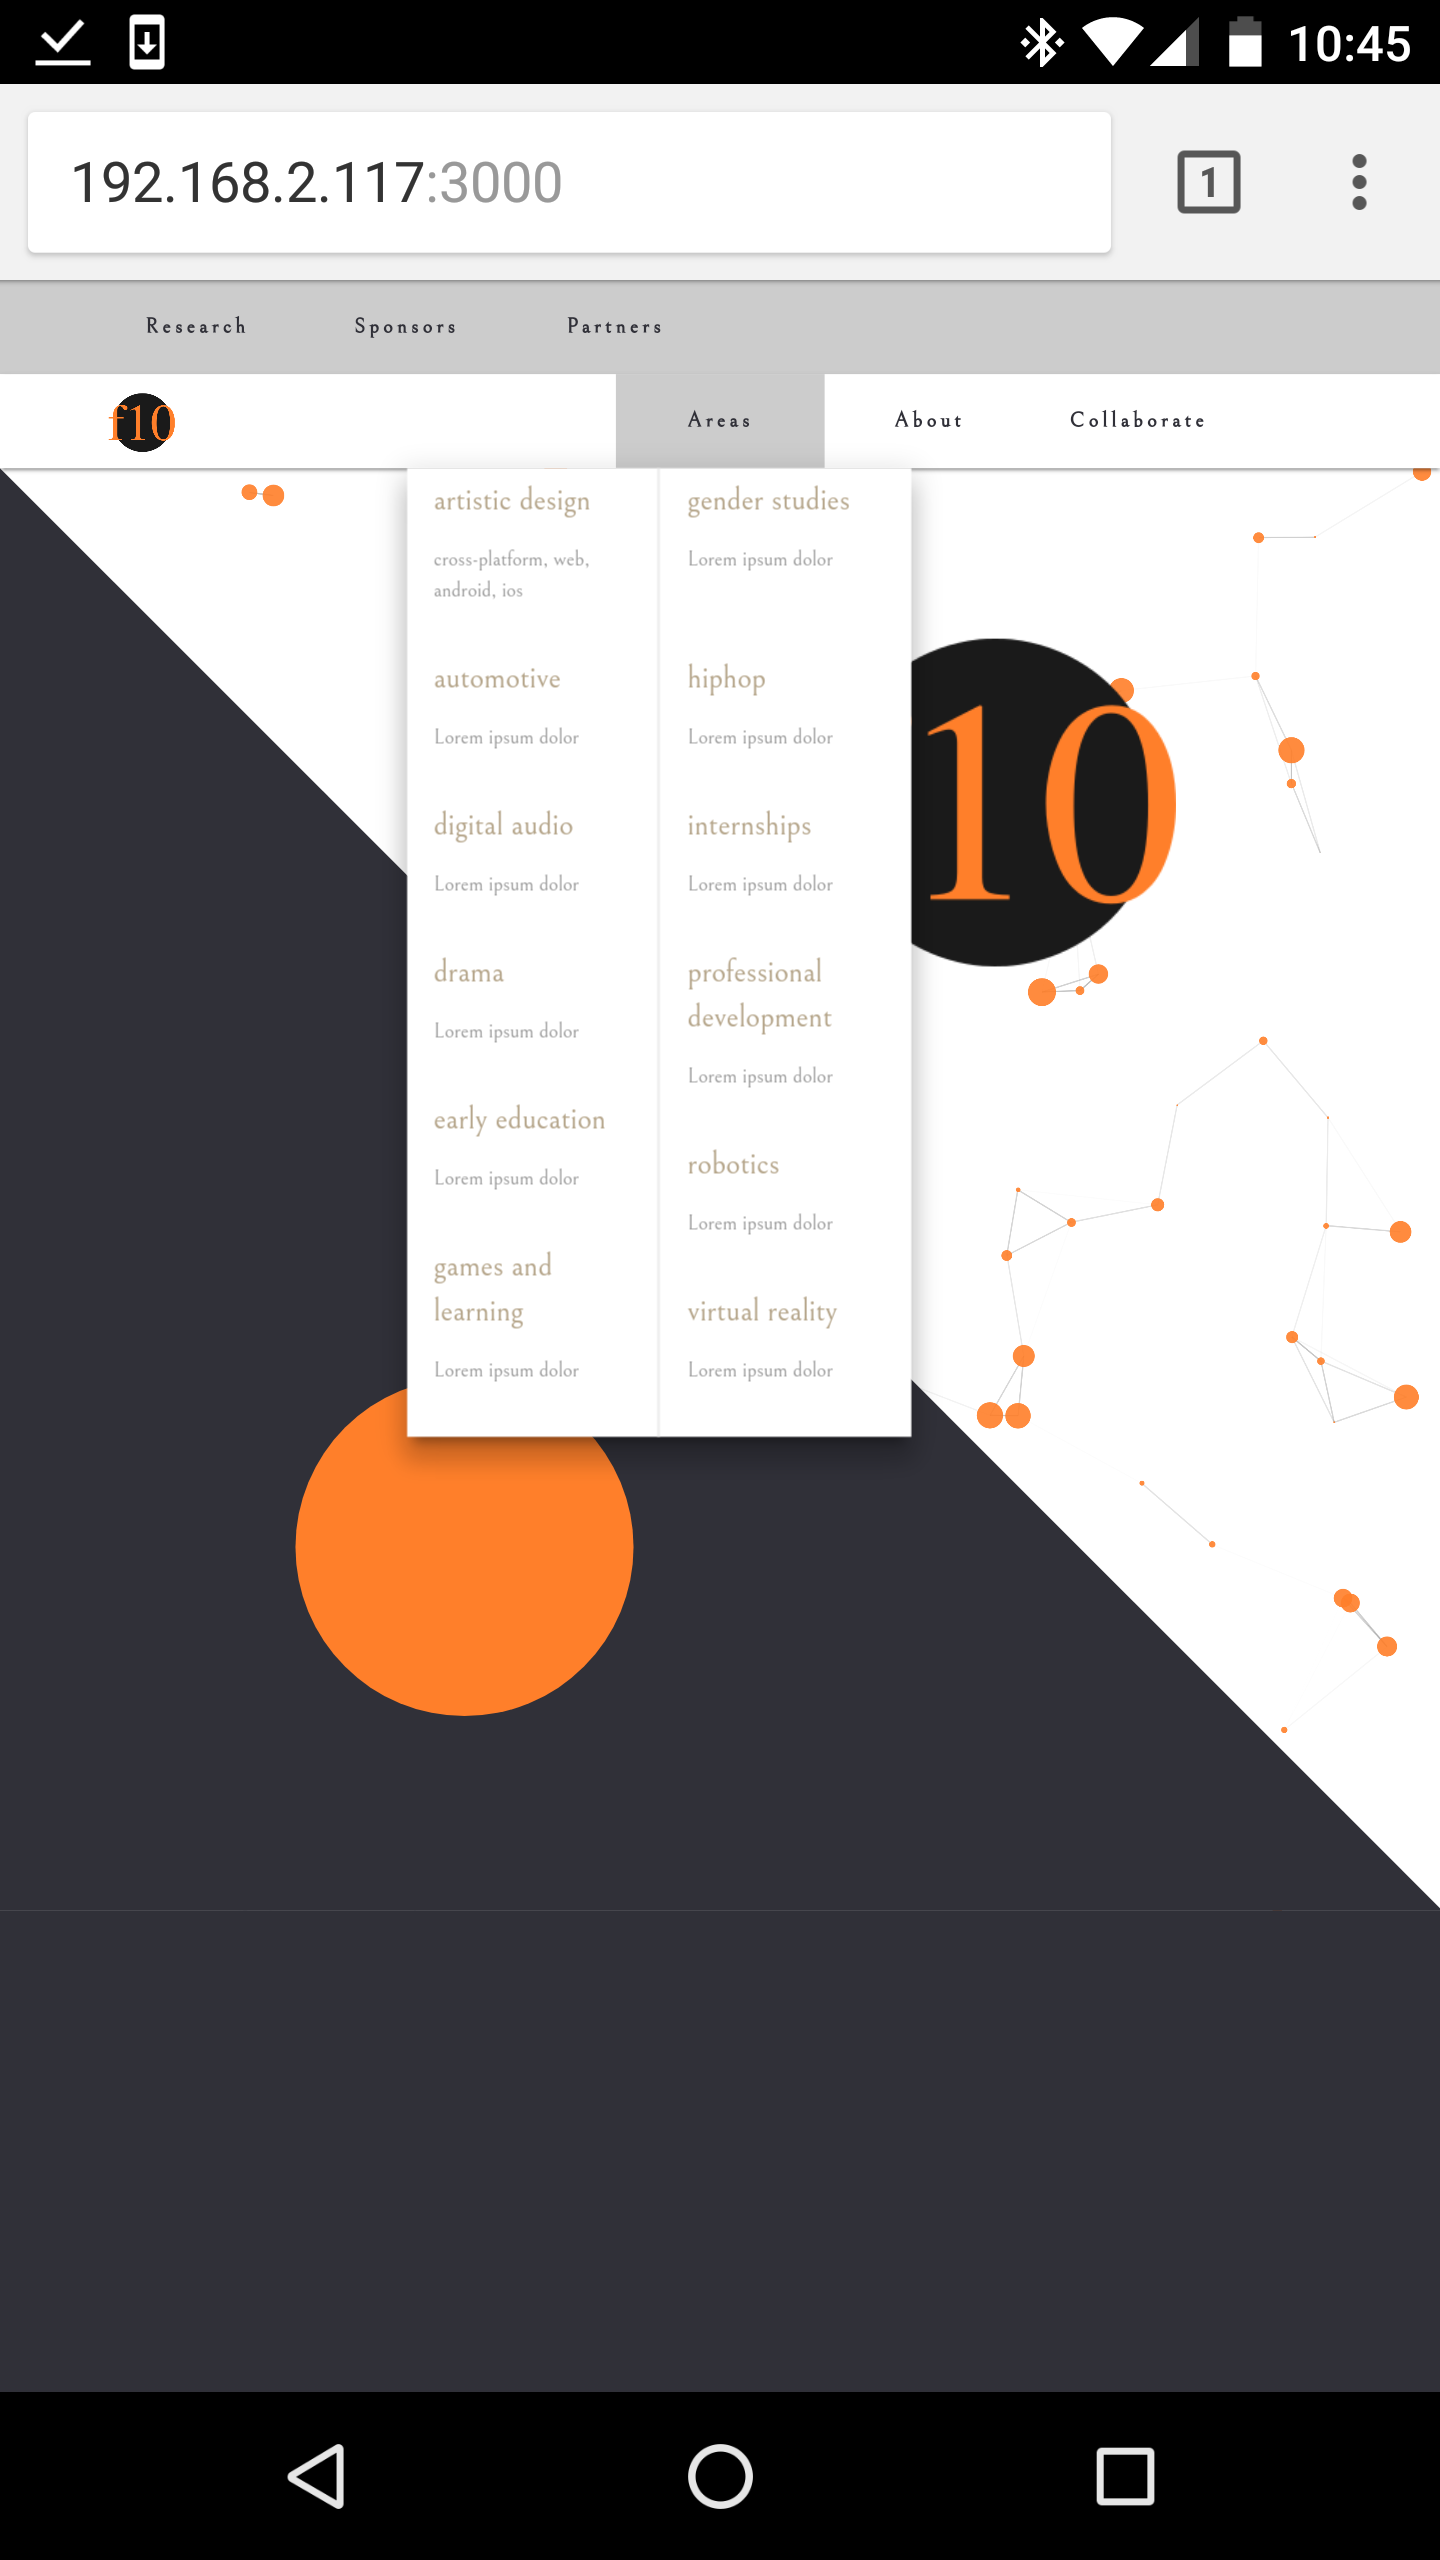 10:45
192.168.2.117:3000
1
Research Sponsors Partners
f10
Areas About Collaborate
artistic design
cross-platform, web,
android, ios
automotive
Lorem ipsum dolor
digital audio
Lorem ipsum dolor
drama
Lorem ipsum dolor
early education
Lorem ipsum dolor
games and
learning
Lorem ipsum dolor
gender studies
Lorem ipsum dolor
hiphop
Lorem ipsum dolor
internships
Lorem ipsum dolor
professional
development
Lorem ipsum dolor
robotics
Lorem ipsum dolor
virtual reality
Lorem ipsum dolor
10